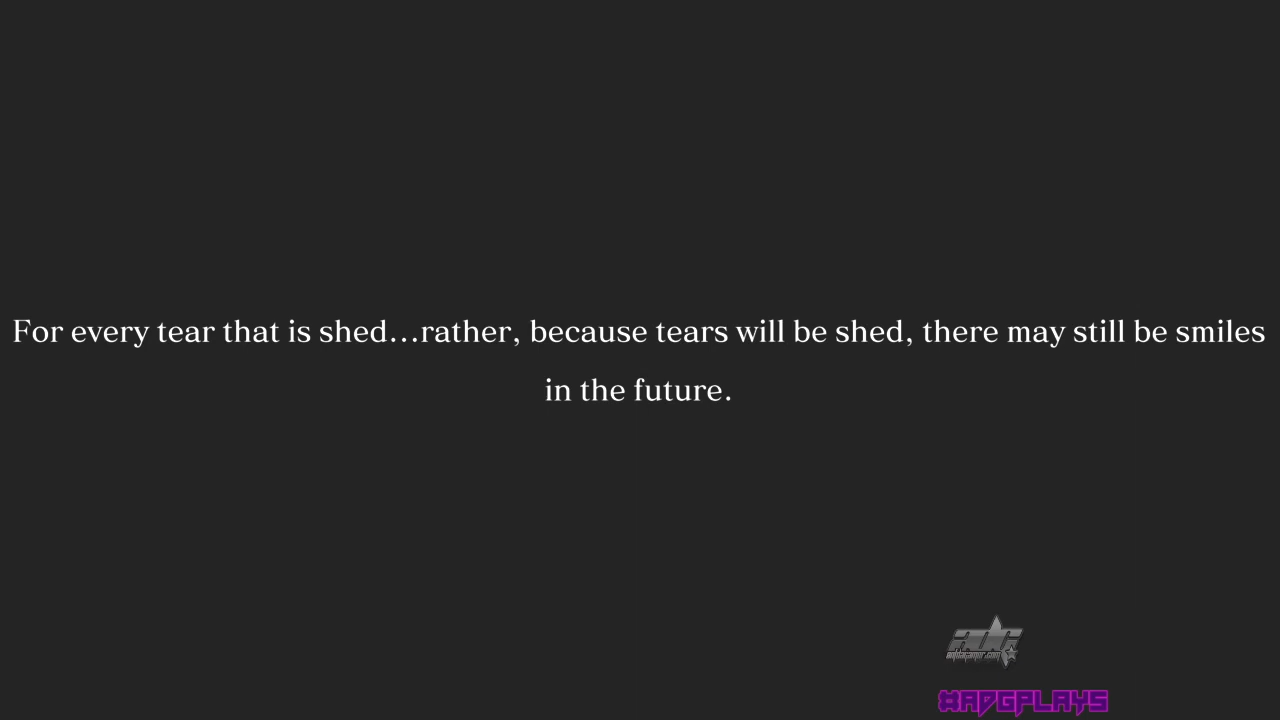 For every tear that is shed...rather, because tears will be shed, there may still be smiles
in the future.
#ADGPLAYS